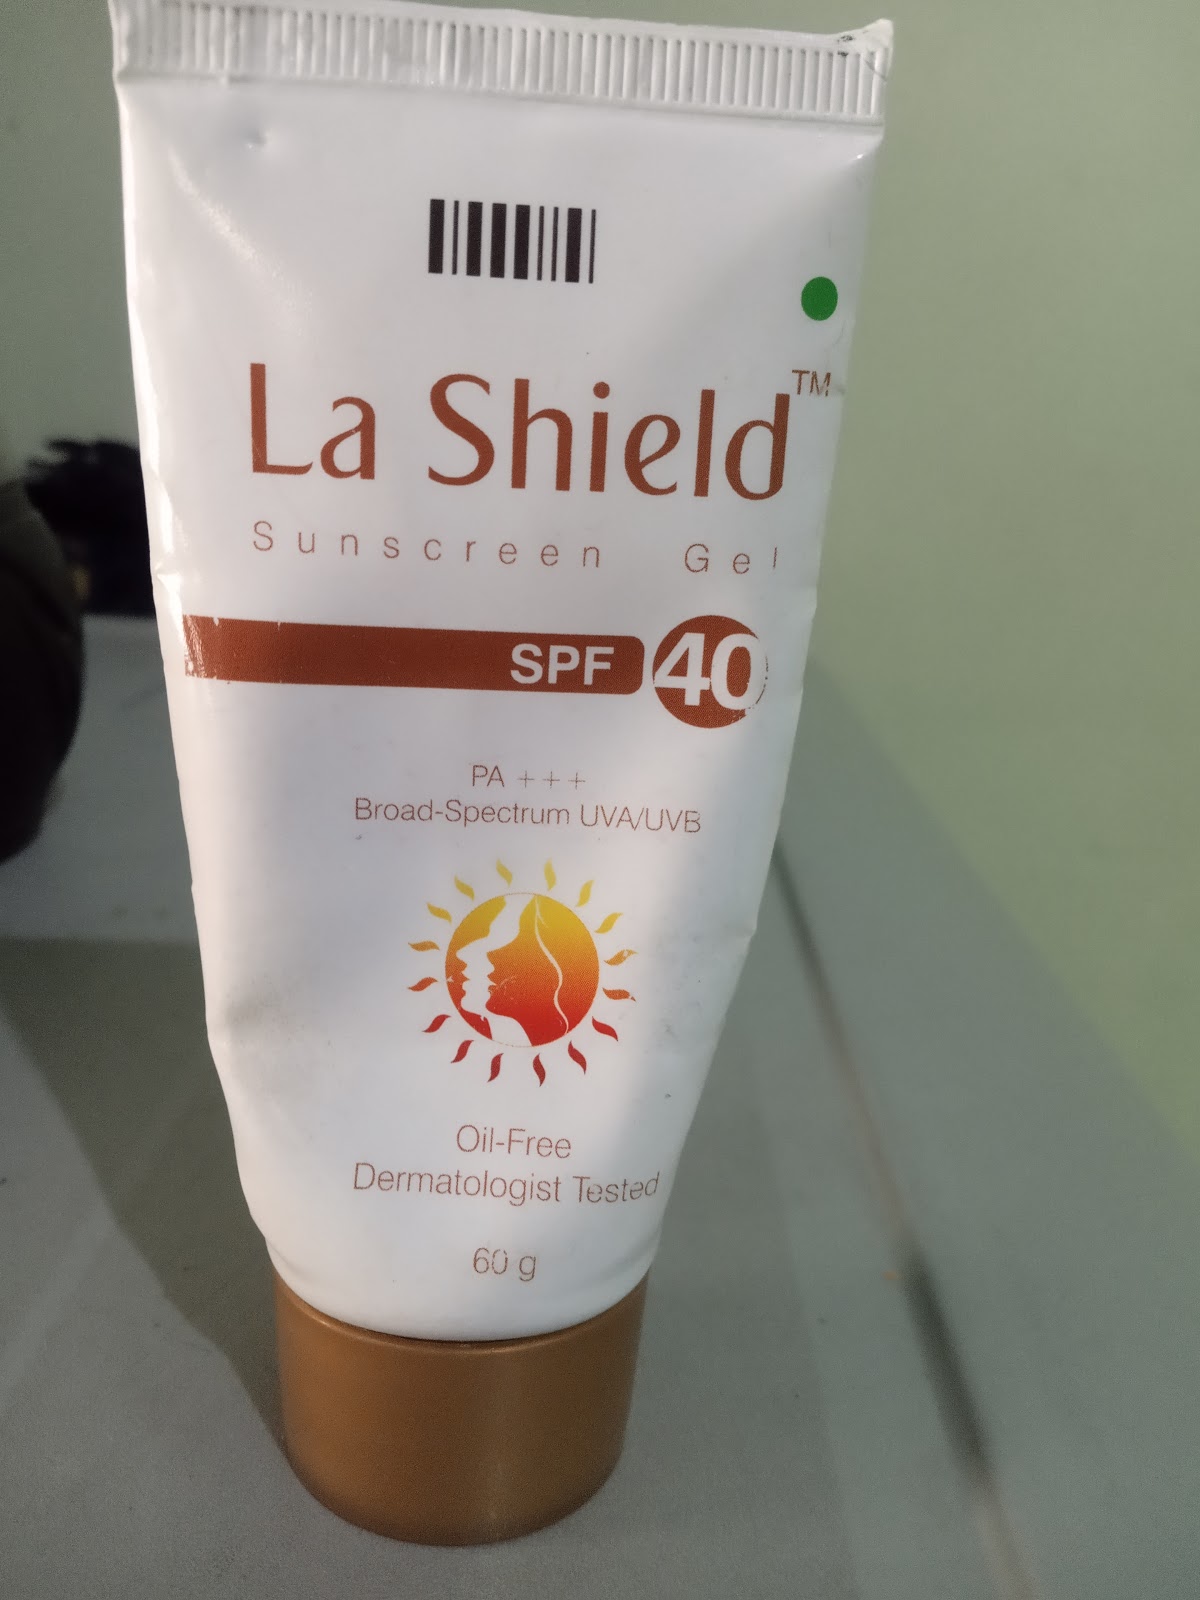 La Shield™
Sunscreen Gel
SPF 40
PA +++
Broad-Spectrum UVA/UVB
Oil-Free
Dermatologist Tested
60 g